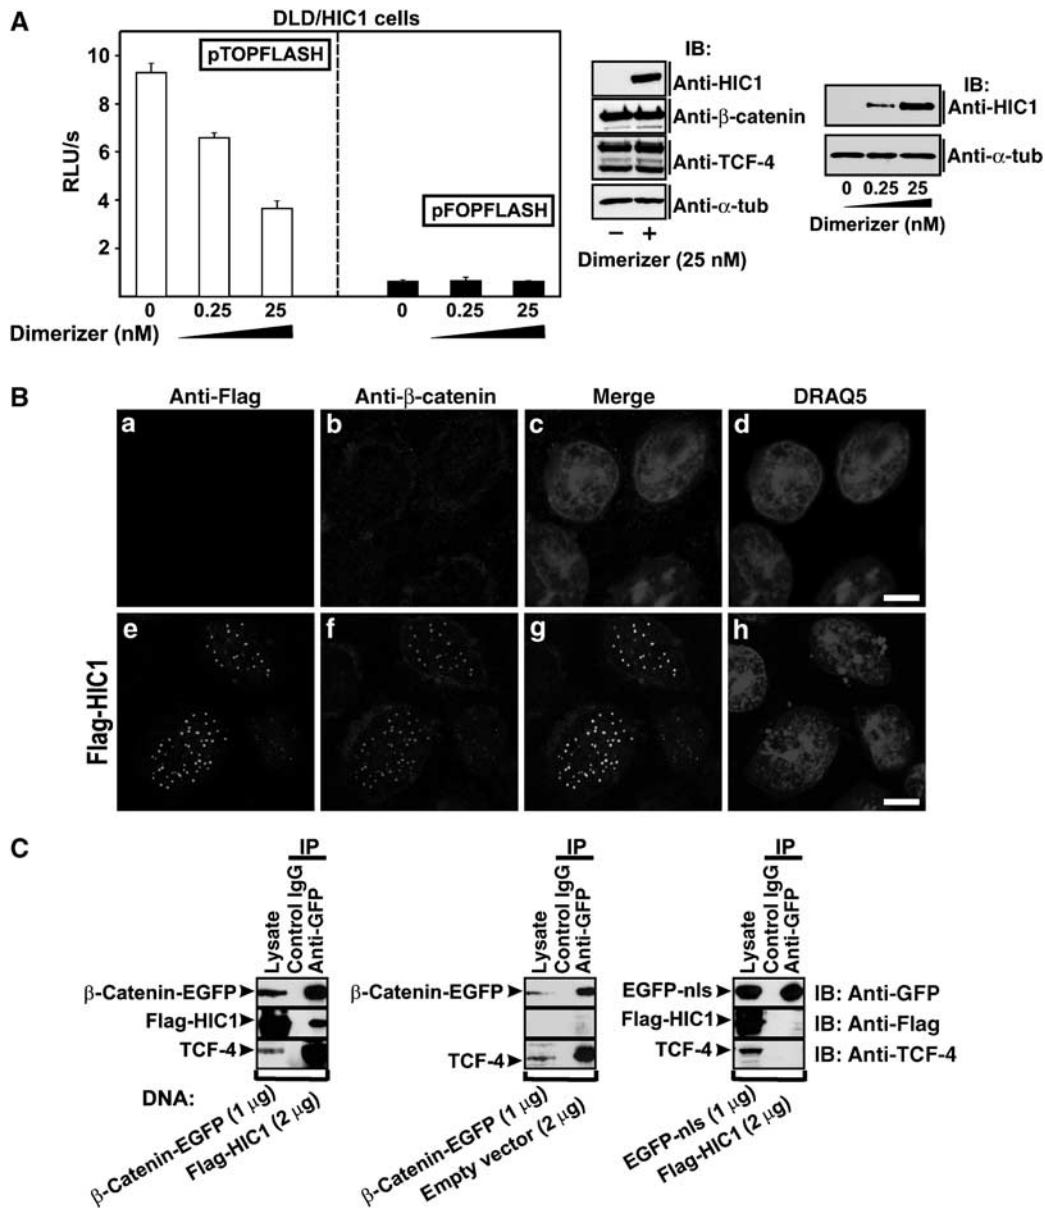 A
DLD/HIC1 cells
pTOPFLASH
pFOPFLASH
RLU/s
10
8
6
4
2
0 0.25 25 0 0.25 25
Dimerizer (nM)
IB:
Anti-HIC1
Anti-β-catenin
Anti-TCF-4
Anti-α-tub
− +
Dimerizer (25 nM)
IB:
Anti-HIC1
Anti-α-tub
0 0.25 25
Dimerizer (nM)
B
Anti-Flag Anti-β-catenin Merge DRAQ5
a b c d
Flag-HIC1
e f g h
C
IP
Lysate
Control IgG
Anti-GFP
β-Catenin-EGFP
Flag-HIC1
TCF-4
DNA:
β-Catenin-EGFP (1 μg)
Flag-HIC1 (2 μg)
IP
Lysate
Control IgG
Anti-GFP
β-Catenin-EGFP
TCF-4
β-Catenin-EGFP (1 μg)
Empty vector (2 μg)
IP
Lysate
Control IgG
Anti-GFP
EGFP-nls IB: Anti-GFP
Flag-HIC1 IB: Anti-Flag
TCF-4 IB: Anti-TCF-4
EGFP-nls (1 μg)
Flag-HIC1 (2 μg)